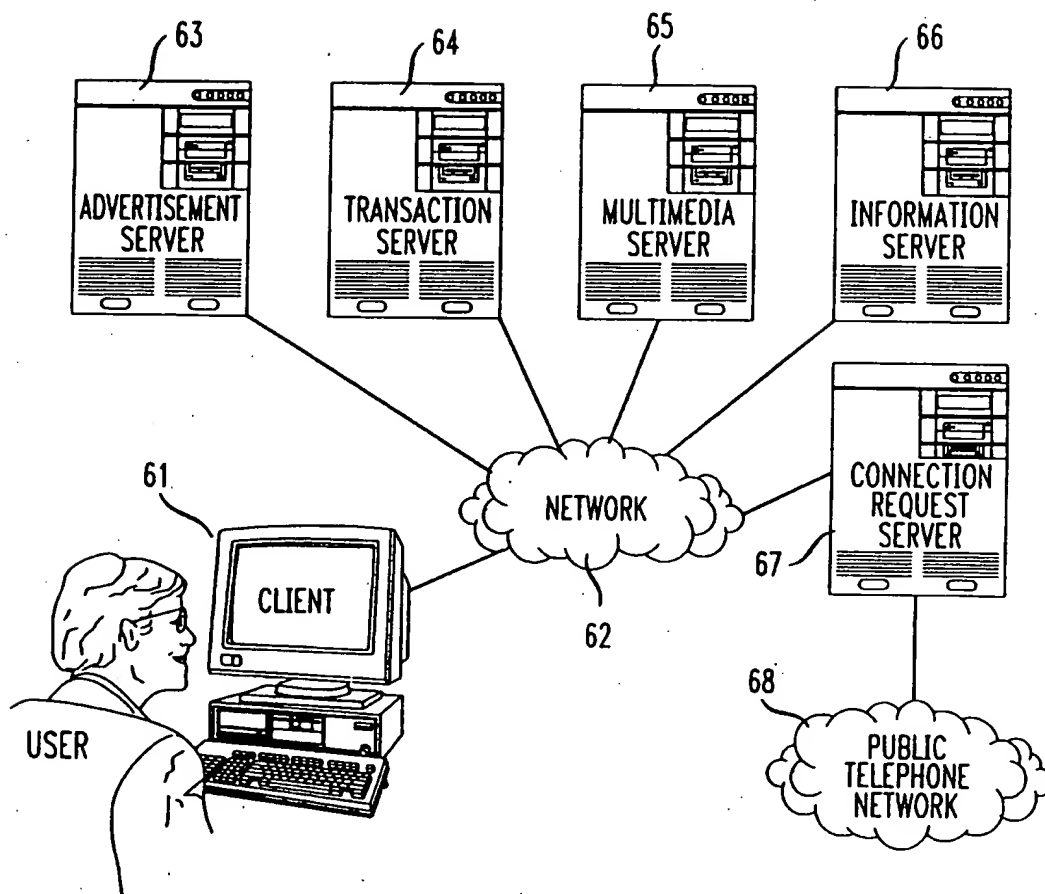 63
64
65
66
ADVERTISEMENT
SERVER
TRANSACTION
SERVER
MULTIMEDIA
SERVER
INFORMATION
SERVER
61
NETWORK
62
CONNECTION
REQUEST
SERVER
67
CLIENT
USER
68
PUBLIC
TELEPHONE
NETWORK